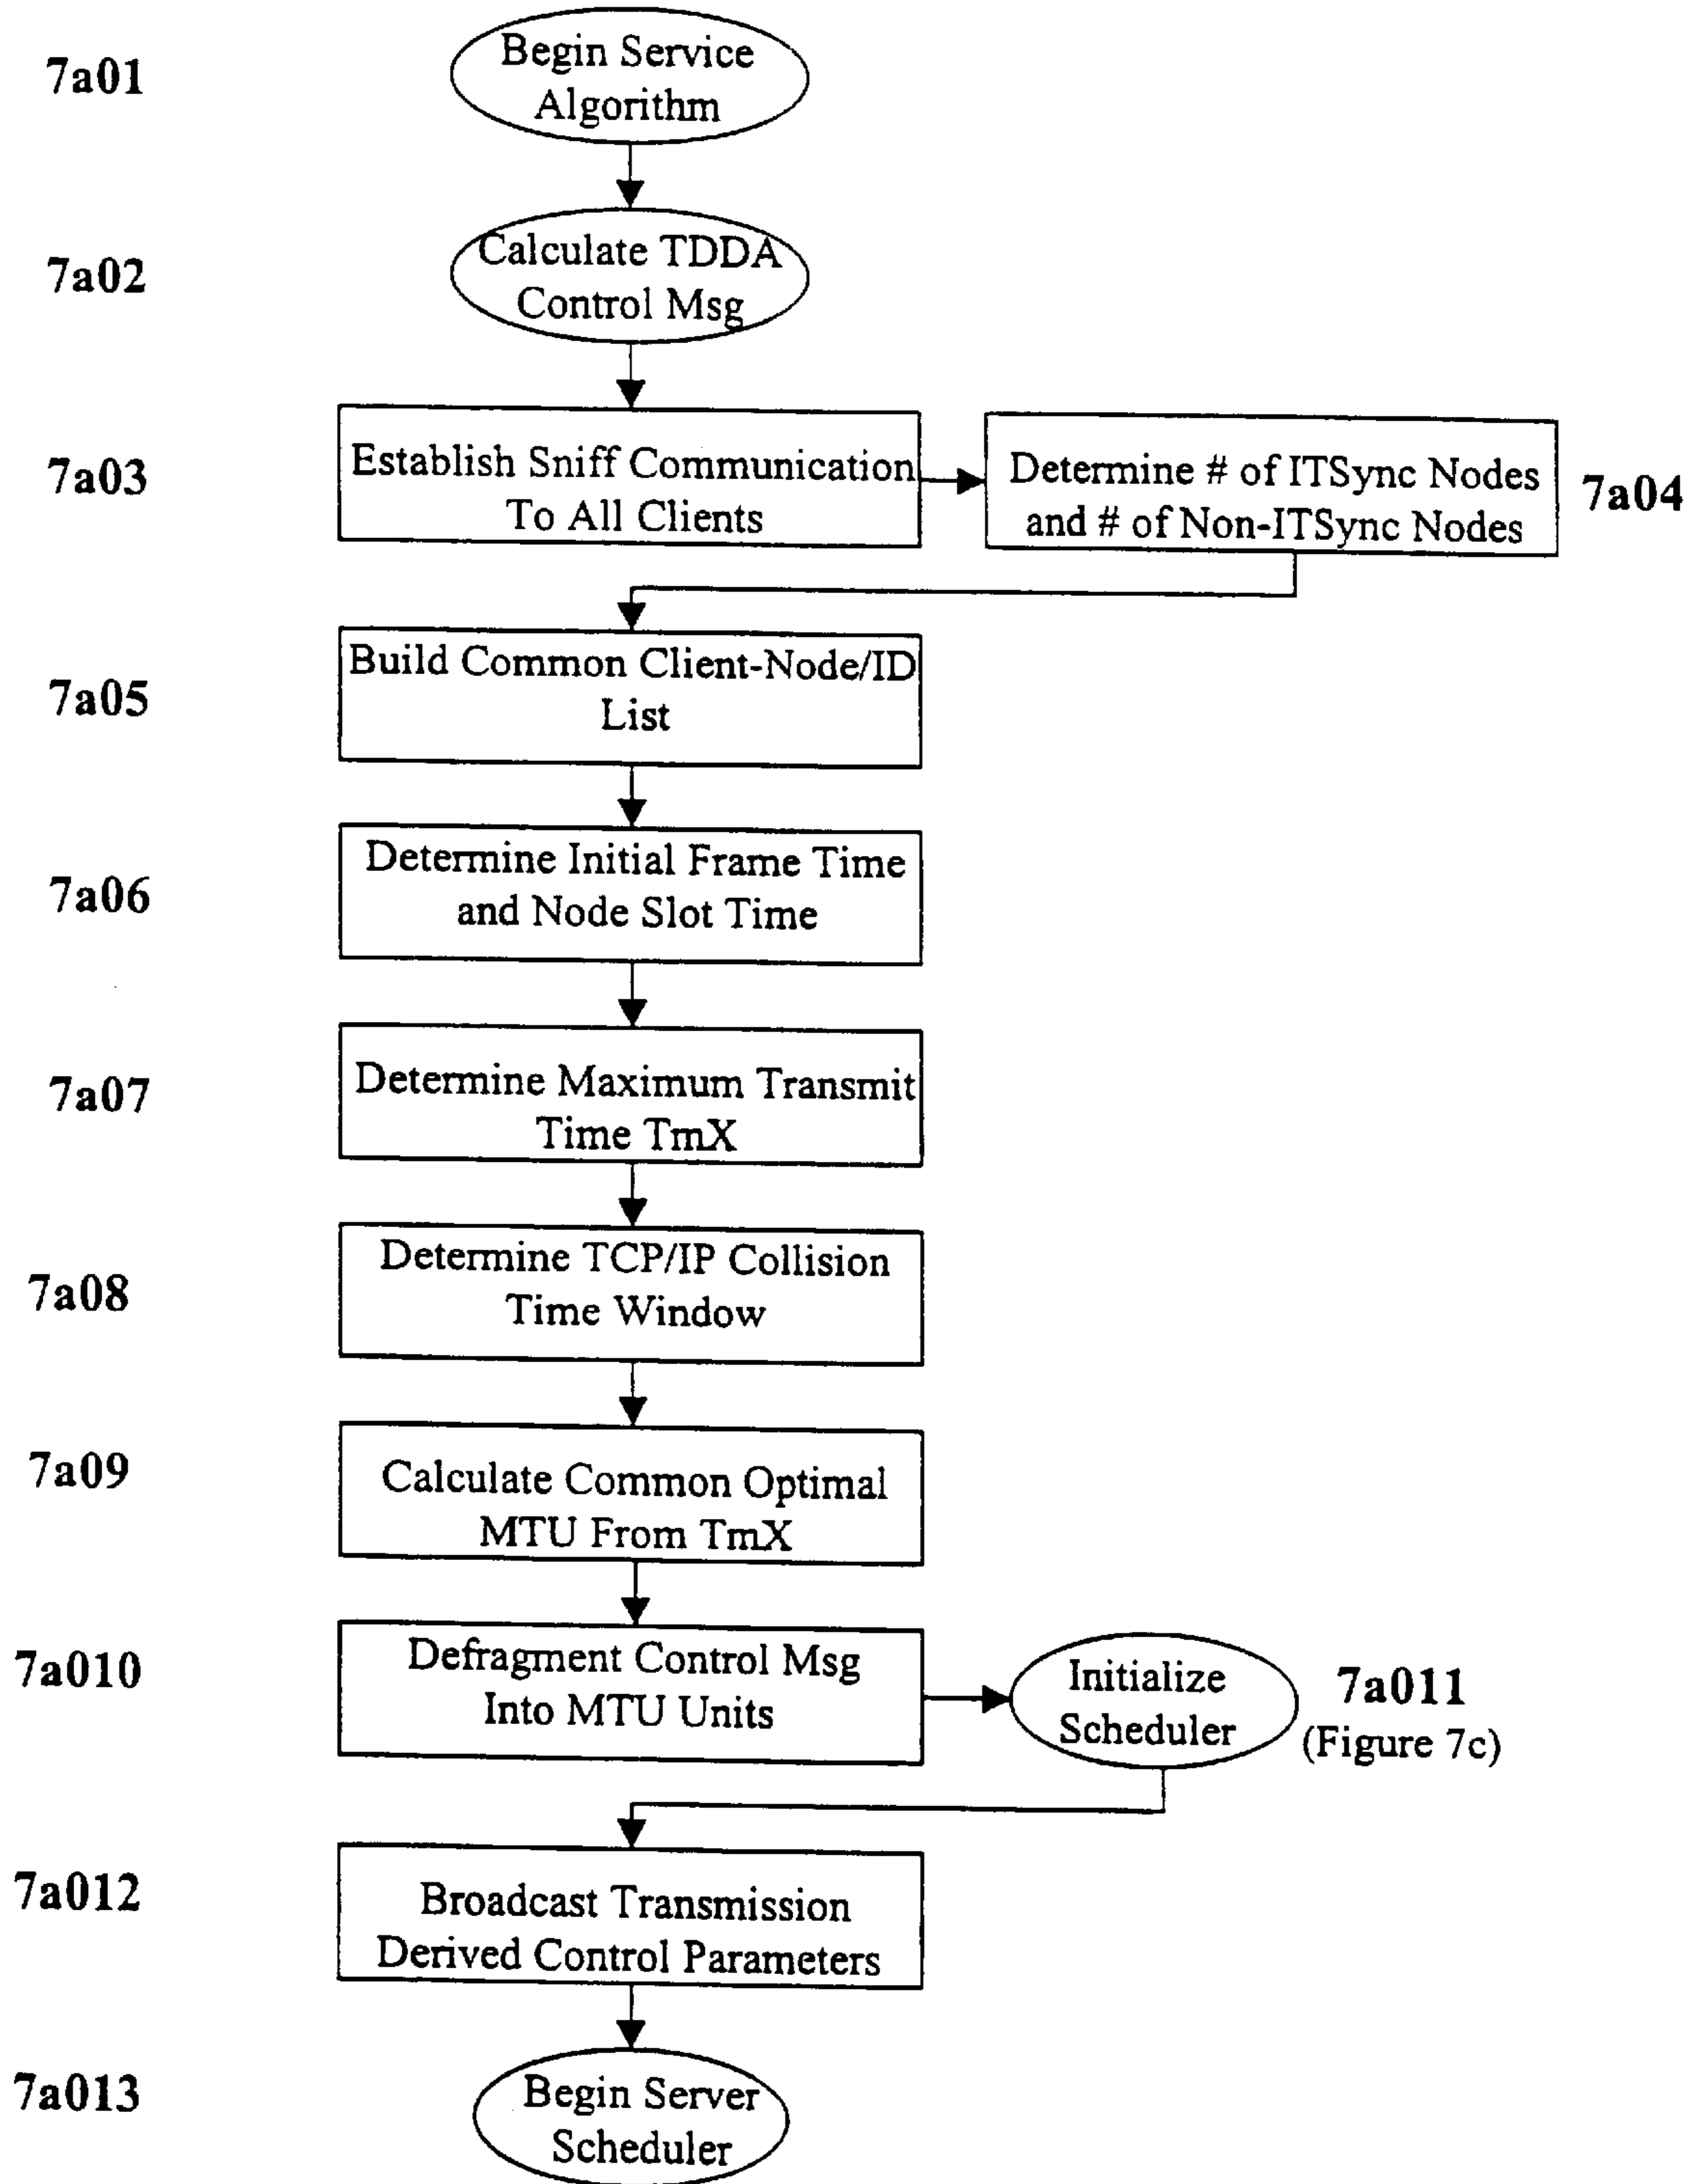 7a01
Begin Service
Algorithm
7a02
Calculate TDDA
Control Msg
7a03
Establish Sniff Communication
To All Clients
Determine # of ITSync Nodes
and # of Non-ITSync Nodes
7a04
7a05
Build Common Client-Node/ID
List
7a06
Determine Initial Frame Time
and Node Slot Time
7a07
Determine Maximum Transmit
Time TmX
7a08
Determine TCP/IP Collision
Time Window
7a09
Calculate Common Optimal
MTU From TmX
7a010
Defragment Control Msg
Into MTU Units
Initialize
Scheduler
7a011
(Figure 7c)
7a012
Broadcast Transmission
Derived Control Parameters
7a013
Begin Server
Scheduler